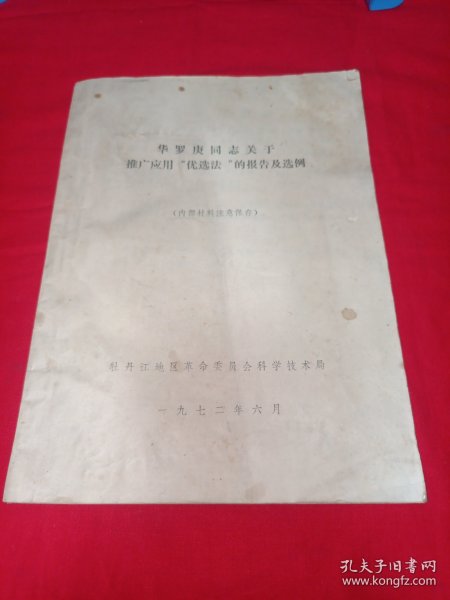 华罗庚同志关于
推广应用“优选法”的报告及选例
（内部材料注意保存）
牡丹江地区革命委员会科学技术局
一九七二年六月
孔夫子旧书网
www.kongfz.com